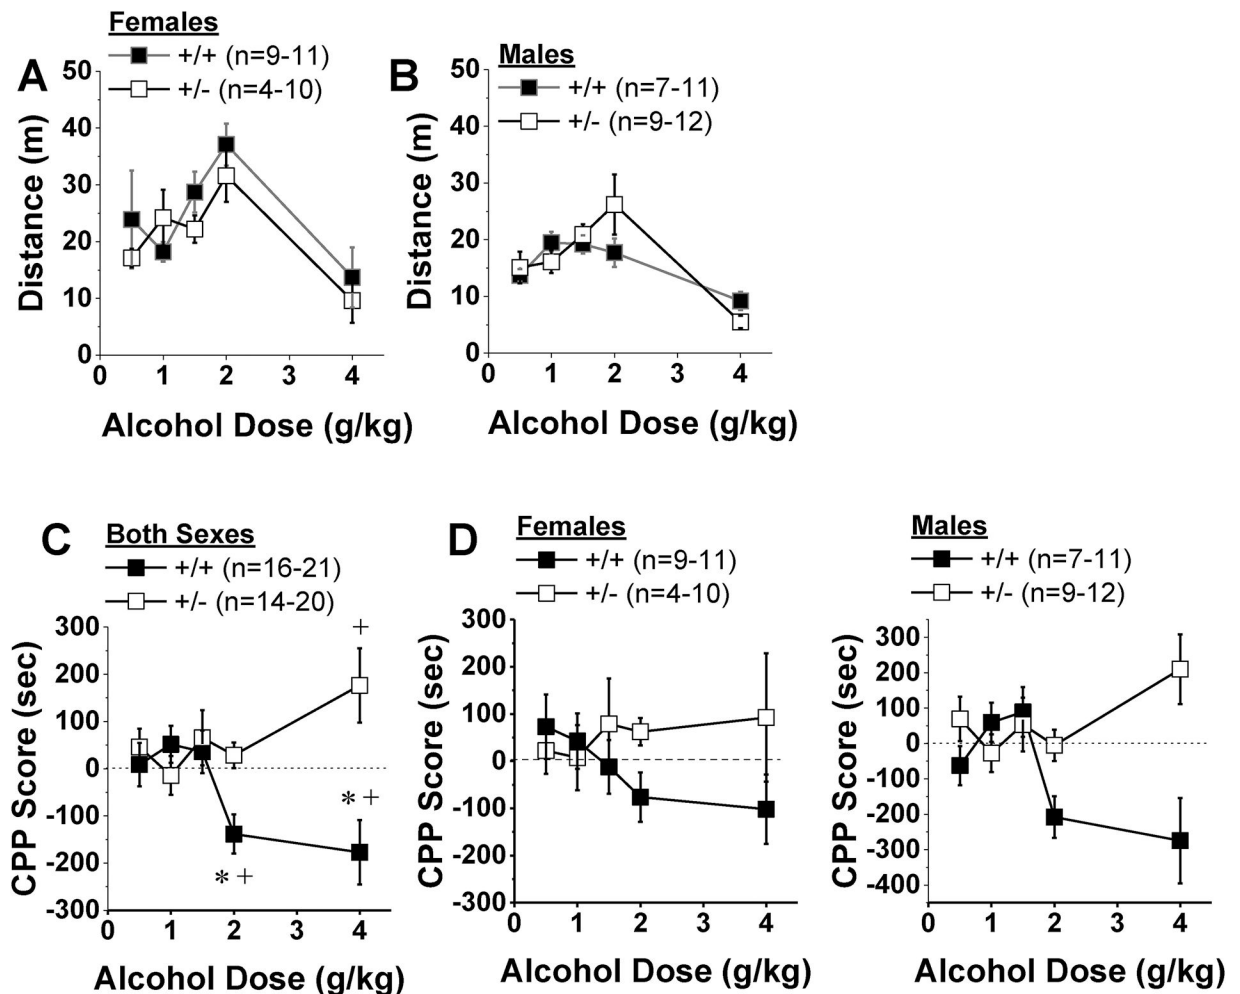 Females
+/+ (n=9-11)
+/- (n=4-10)
A
50
40
30
20
10
0
Distance (m)
0 1 2 3 4
Alcohol Dose (g/kg)
Males
+/+ (n=7-11)
+/- (n=9-12)
B
50
40
30
20
10
0
Distance (m)
0 1 2 3 4
Alcohol Dose (g/kg)
C
Both Sexes
+/+ (n=16-21)
+/- (n=14-20)
300
200
100
0
-100
-200
-300
CPP Score (sec)
+
* +
* +
0 1 2 3 4
Alcohol Dose (g/kg)
D
Females
+/+ (n=9-11)
+/- (n=4-10)
300
200
100
0
-100
-200
-300
CPP Score (sec)
0 1 2 3 4
Alcohol Dose (g/kg)
Males
+/+ (n=7-11)
+/- (n=9-12)
300
200
100
0
-100
-200
-300
-400
CPP Score (sec)
0 1 2 3 4
Alcohol Dose (g/kg)